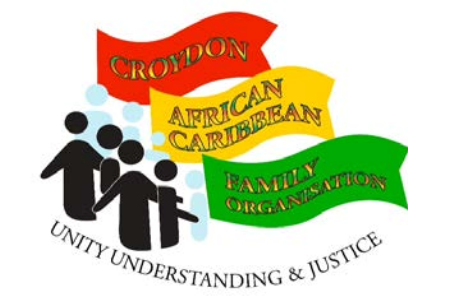 CROYDON
AFRICAN
CARIBBEAN
FAMILY
ORGANISATION
UNITY UNDERSTANDING & JUSTICE